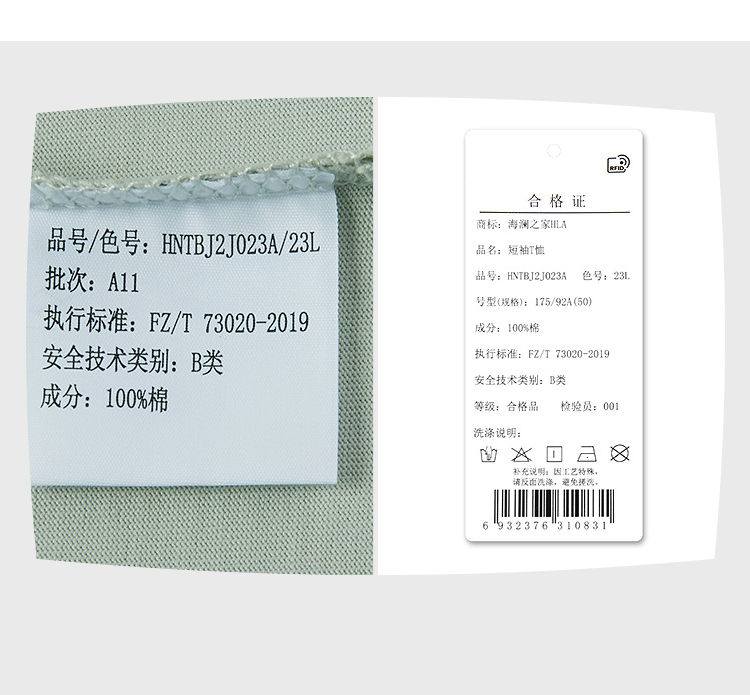 品号/色号：HNTBJ2J023A/23L
批次：A11
执行标准：FZ/T 73020-2019
安全技术类别：B类
成分：100%棉
RFID
合格证
商标：海澜之家HLA
品名：短袖T恤
品号：HNTBJ2J023A 色号：23L
号型(规格)：175/92A(50)
成分：100%棉
执行标准：FZ/T 73020-2019
安全技术类别：B类
等级：合格品 检验员：001
洗涤说明：
补充说明：因工艺特殊，
请反面洗涤，避免搓洗。
6 932376 310831